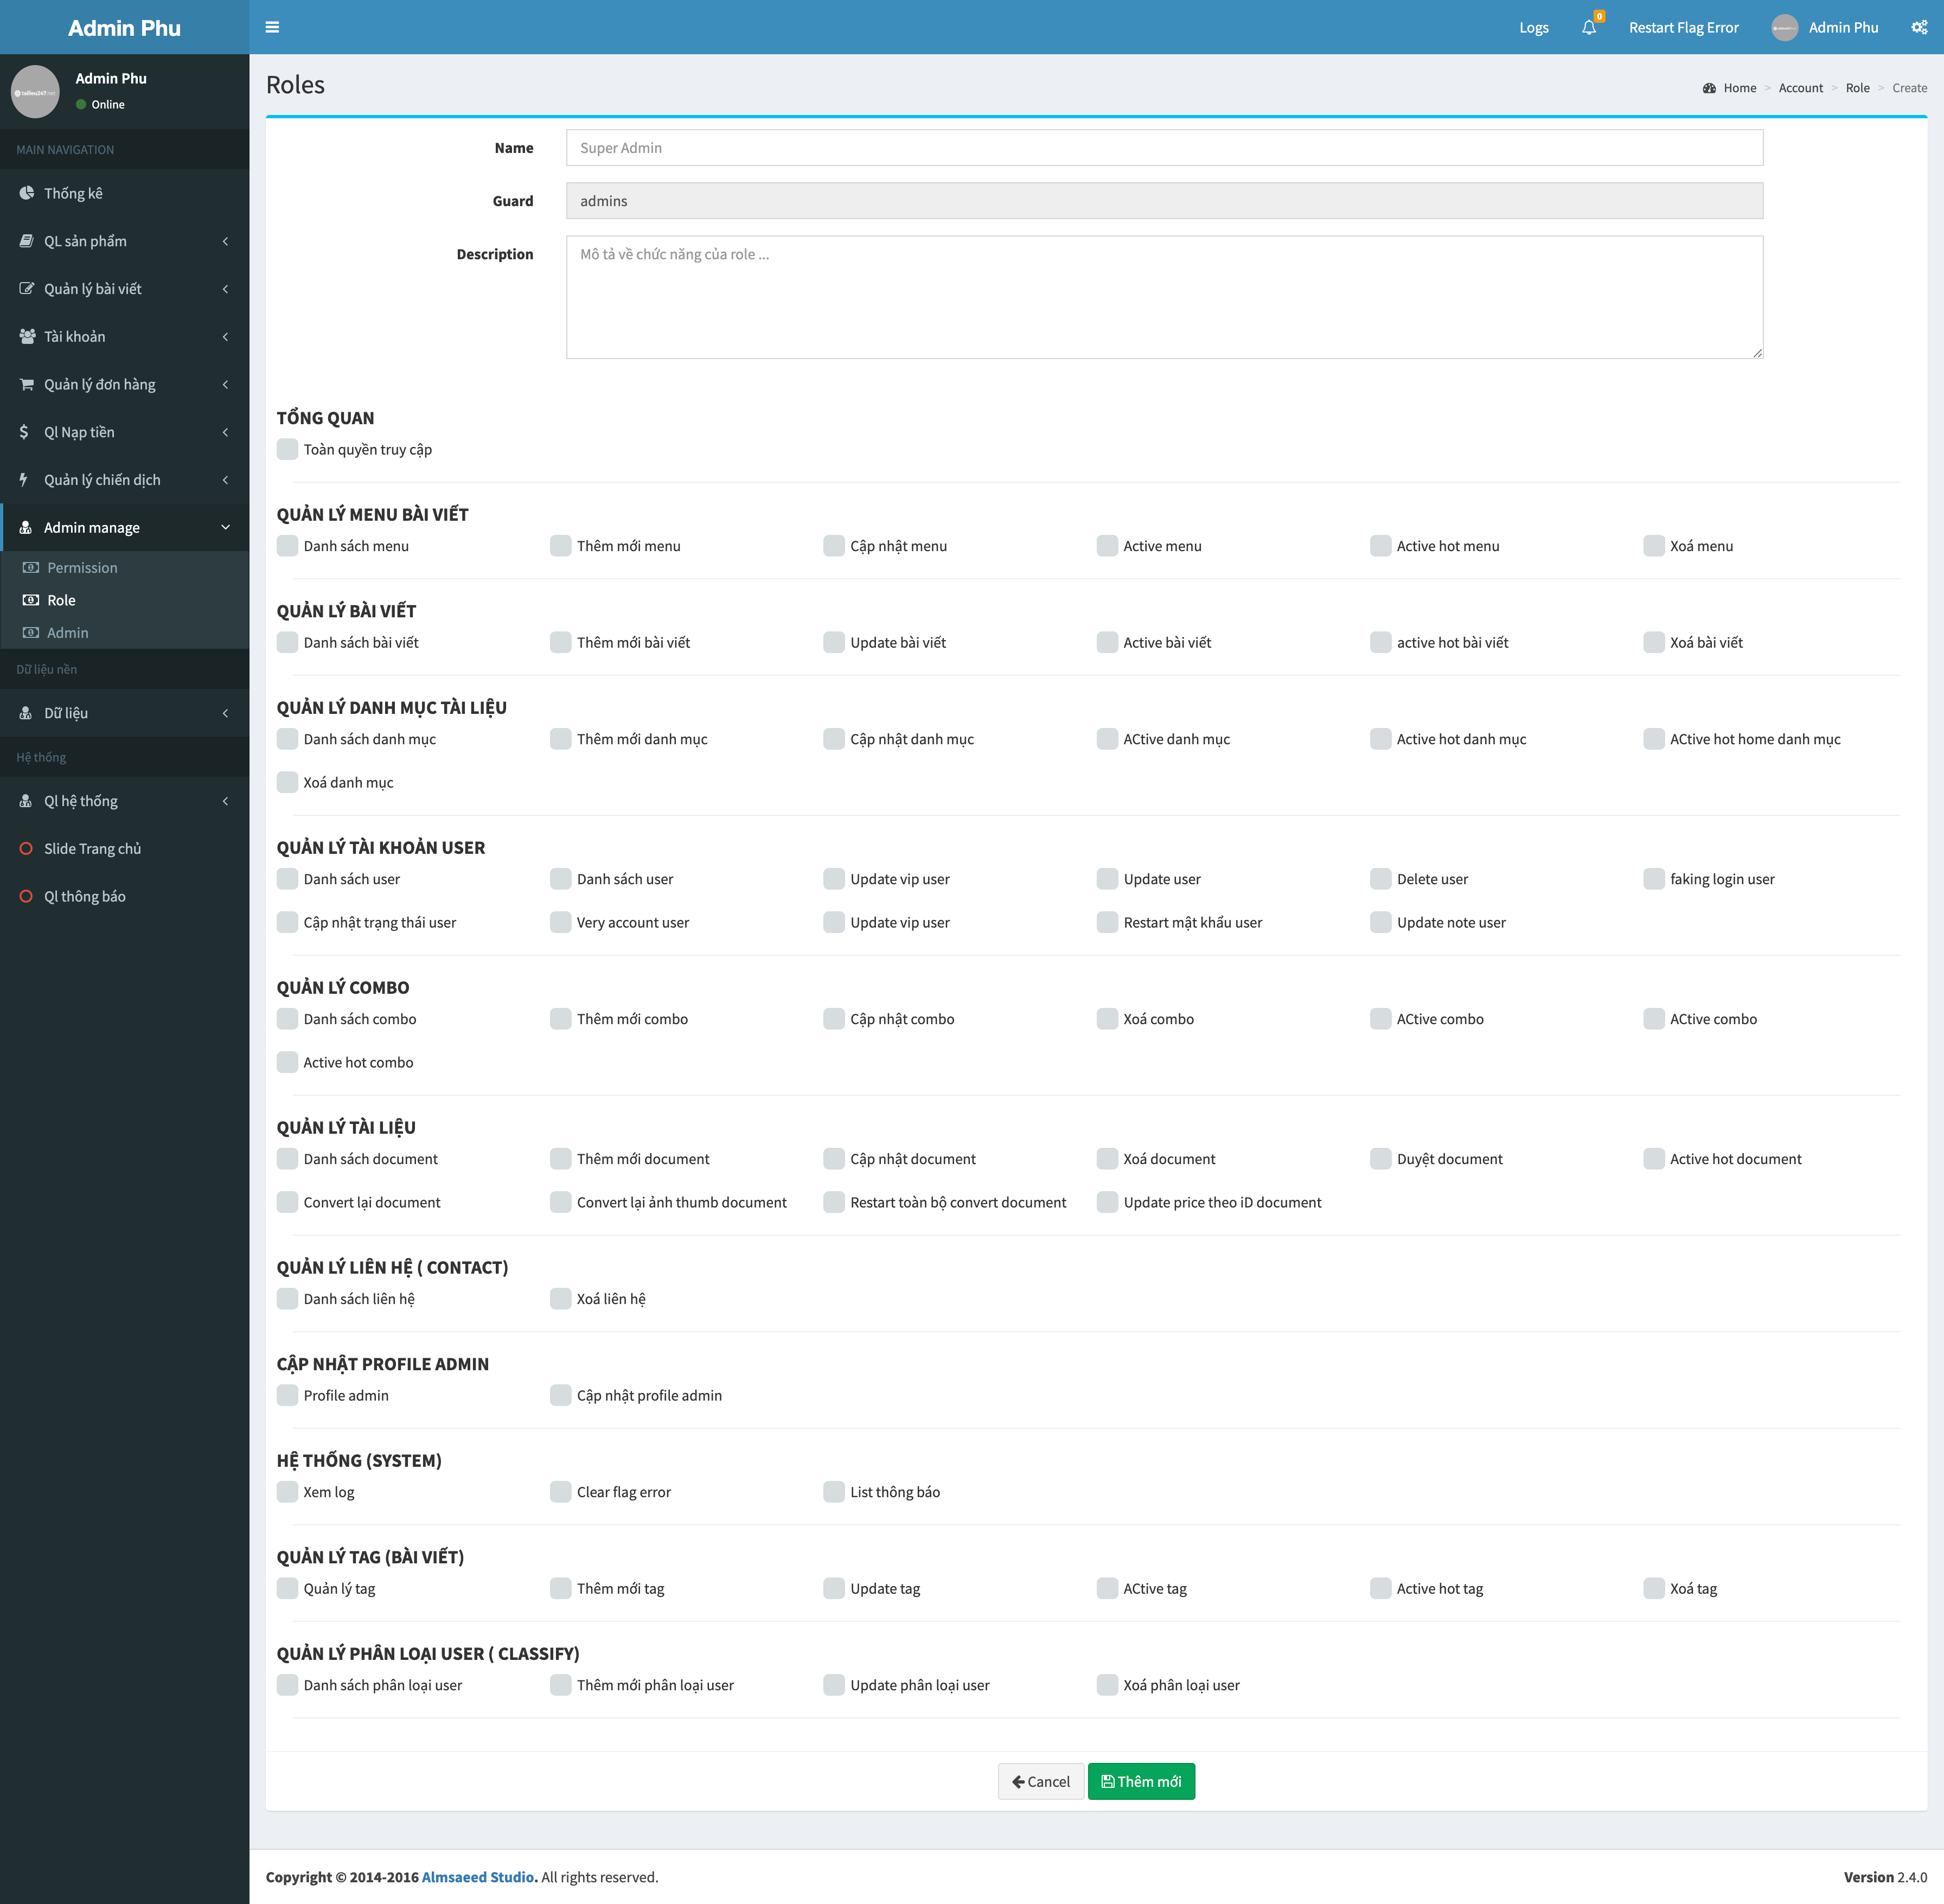 Admin Phu
Logs
0
Restart Flag Error
Admin Phu
tailieu247.net
Admin Phu
Online
MAIN NAVIGATION
Thống kê
QL sản phẩm
Quản lý bài viết
Tài khoản
Quản lý đơn hàng
Ql Nạp tiền
Quản lý chiến dịch
Admin manage
Permission
Role
Admin
Dữ liệu nền
Dữ liệu
Hệ thống
Ql hệ thống
Slide Trang chủ
Ql thông báo
Roles
Home > Account > Role > Create
Name
Super Admin
Guard
admins
Description
Mô tả về chức năng của role ...
TỔNG QUAN
Toàn quyền truy cập
QUẢN LÝ MENU BÀI VIẾT
Danh sách menu Thêm mới menu Cập nhật menu Active menu Active hot menu Xoá menu
QUẢN LÝ BÀI VIẾT
Danh sách bài viết Thêm mới bài viết Update bài viết Active bài viết active hot bài viết Xoá bài viết
QUẢN LÝ DANH MỤC TÀI LIỆU
Danh sách danh mục Thêm mới danh mục Cập nhật danh mục ACtive danh mục Active hot danh mục ACtive hot home danh mục
Xoá danh mục
QUẢN LÝ TÀI KHOẢN USER
Danh sách user Danh sách user Update vip user Update user Delete user faking login user
Cập nhật trạng thái user Very account user Update vip user Restart mật khẩu user Update note user
QUẢN LÝ COMBO
Danh sách combo Thêm mới combo Cập nhật combo Xoá combo ACtive combo ACtive combo
Active hot combo
QUẢN LÝ TÀI LIỆU
Danh sách document Thêm mới document Cập nhật document Xoá document Duyệt document Active hot document
Convert lại document Convert lại ảnh thumb document Restart toàn bộ convert document Update price theo iD document
QUẢN LÝ LIÊN HỆ ( CONTACT)
Danh sách liên hệ Xoá liên hệ
CẬP NHẬT PROFILE ADMIN
Profile admin Cập nhật profile admin
HỆ THỐNG (SYSTEM)
Xem log Clear flag error List thông báo
QUẢN LÝ TAG (BÀI VIẾT)
Quản lý tag Thêm mới tag Update tag ACtive tag Active hot tag Xoá tag
QUẢN LÝ PHÂN LOẠI USER ( CLASSIFY)
Danh sách phân loại user Thêm mới phân loại user Update phân loại user Xoá phân loại user
Cancel Thêm mới
Copyright © 2014-2016 Almsaeed Studio. All rights reserved.
Version 2.4.0